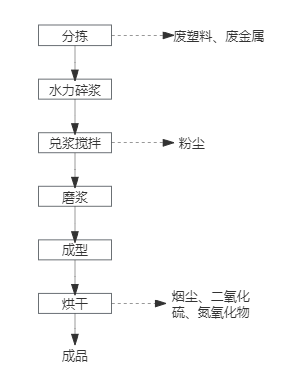 分拣
废塑料、废金属
水力碎浆
兑浆搅拌
粉尘
磨浆
成型
烘干
烟尘、二氧化
硫、氮氧化物
成品